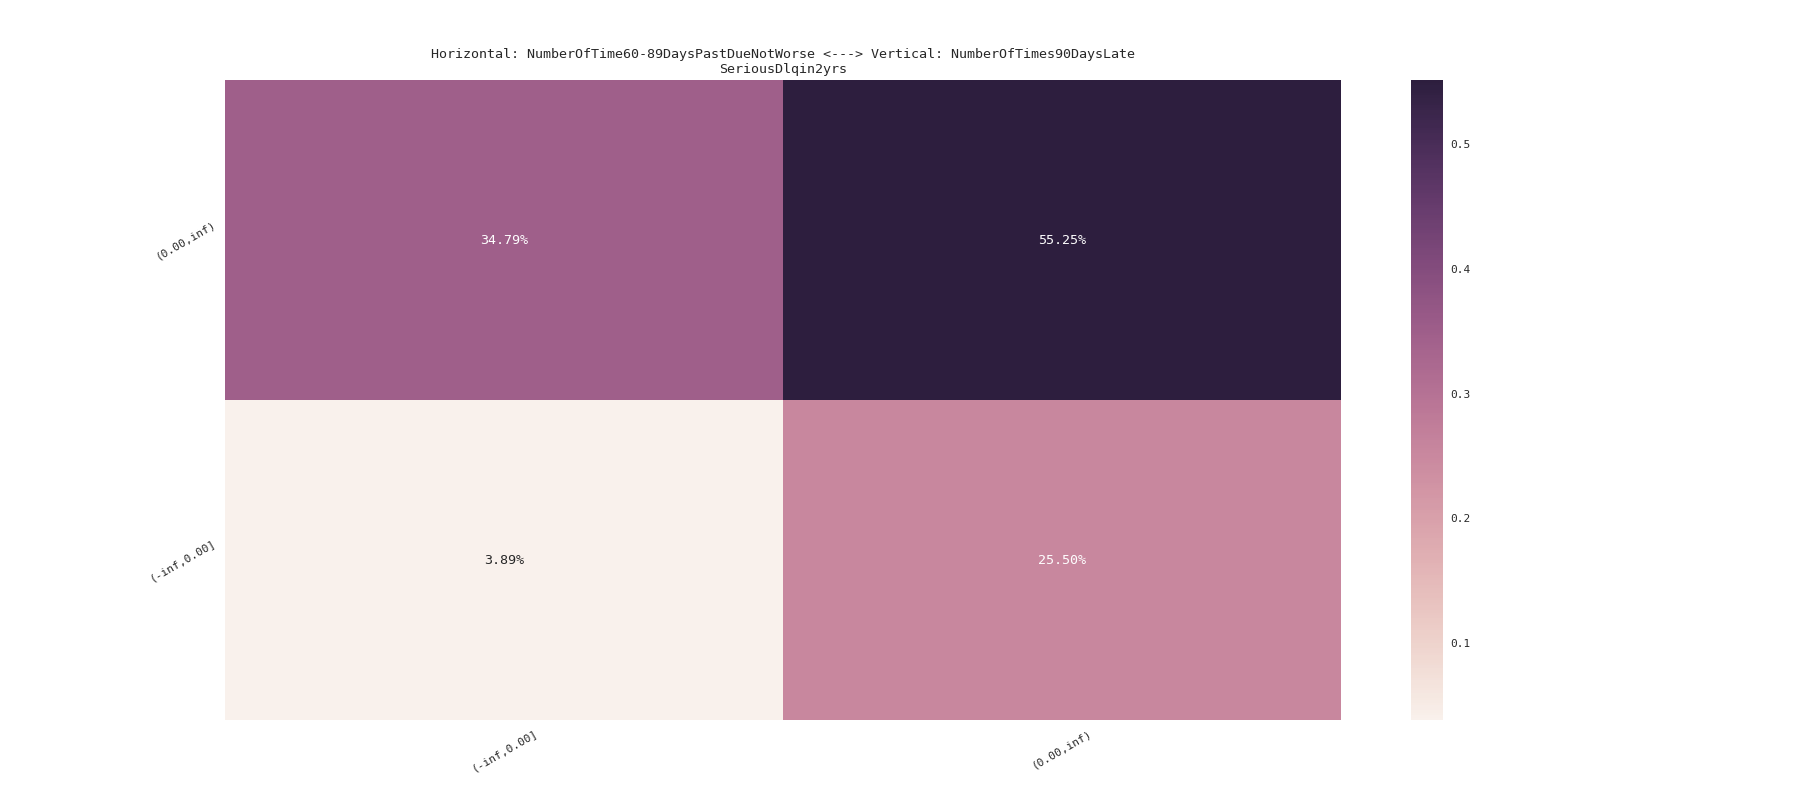 Horizontal: NumberOfTime60-89DaysPastDueNotWorse <---> Vertical: NumberOfTimes90DaysLate
SeriousDlqin2yrs
(0.00,inf)
34.79%
55.25%
(-inf,0.00]
3.89%
25.50%
(-inf,0.00]
(0.00,inf)
0.5
0.4
0.3
0.2
0.1